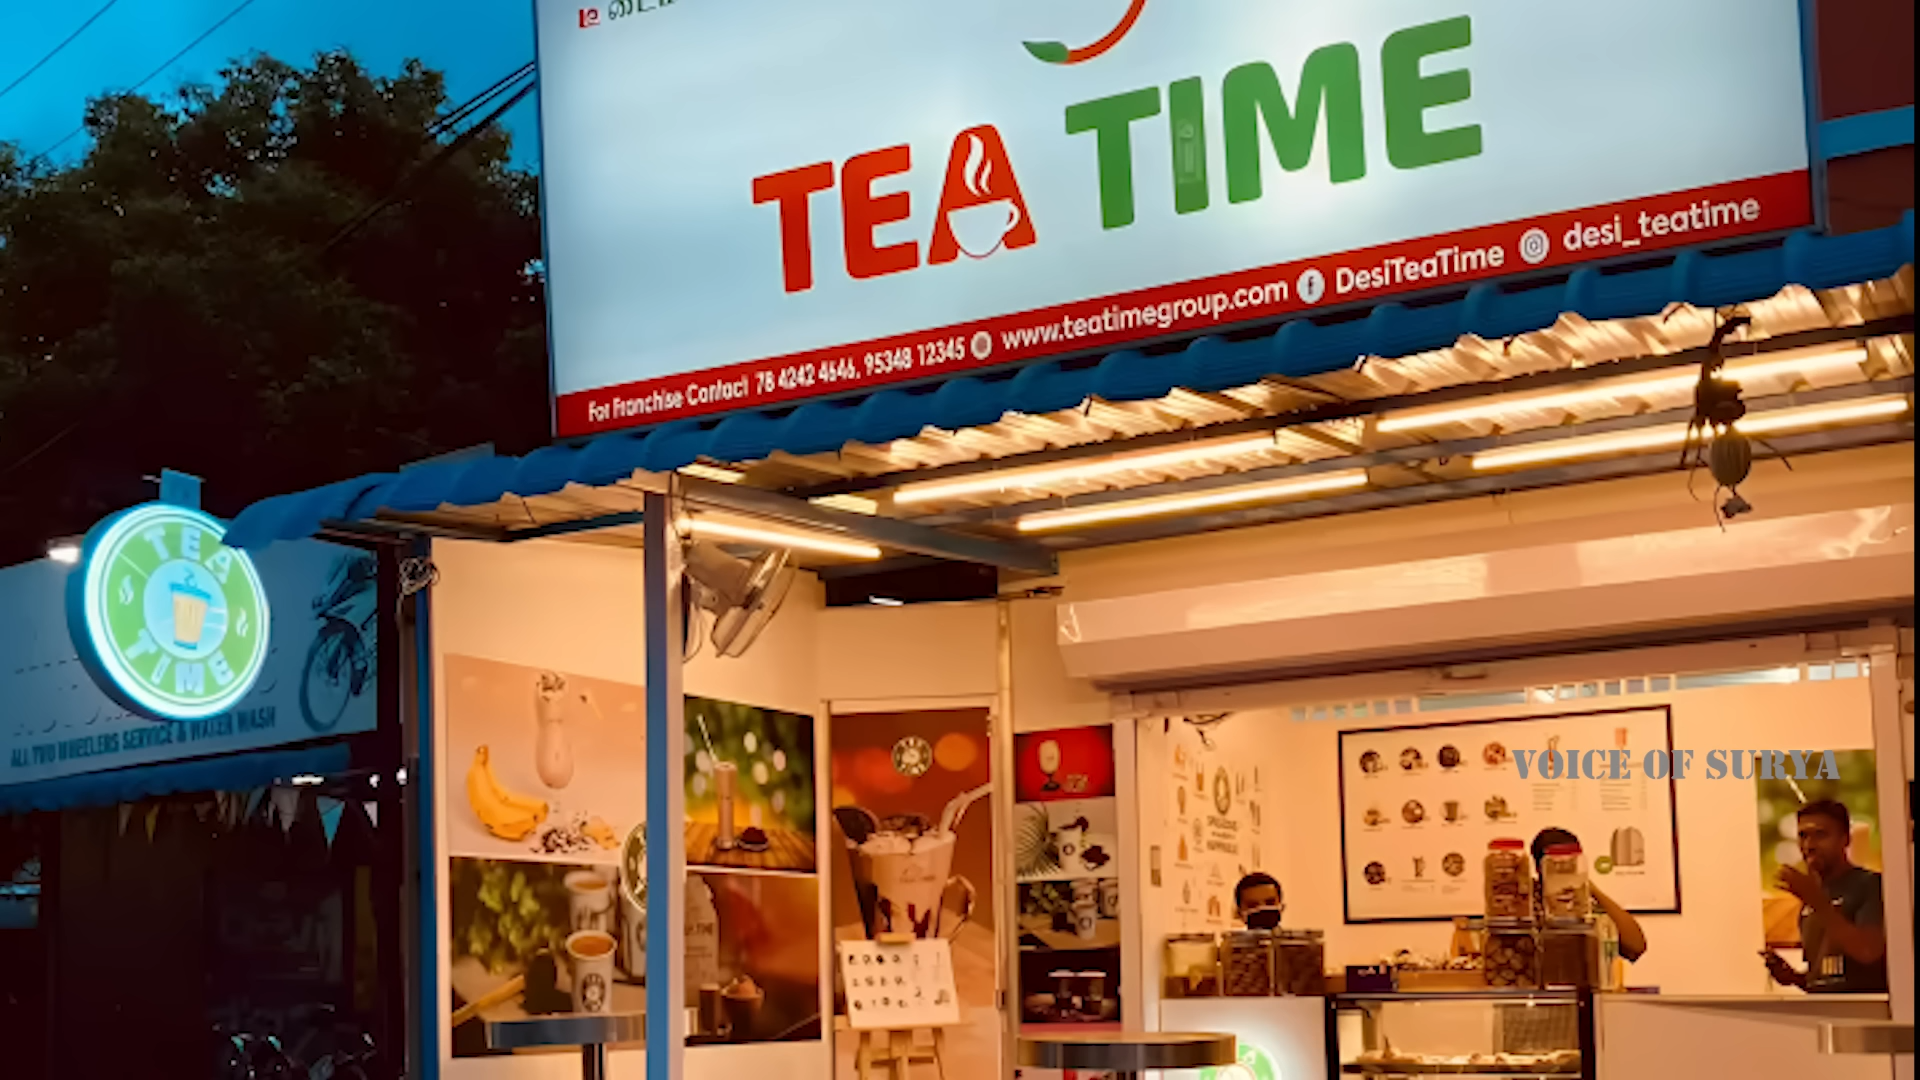 TEA TIME
For Franchise Contact 78 4242 4646, 95348 12345 www.teatimegroup.com DesiTeaTime desi_teatime
TEA
TIME
ALL TWO WHEELERS SERVICE & WATER WASH
VOICE OF SURYA